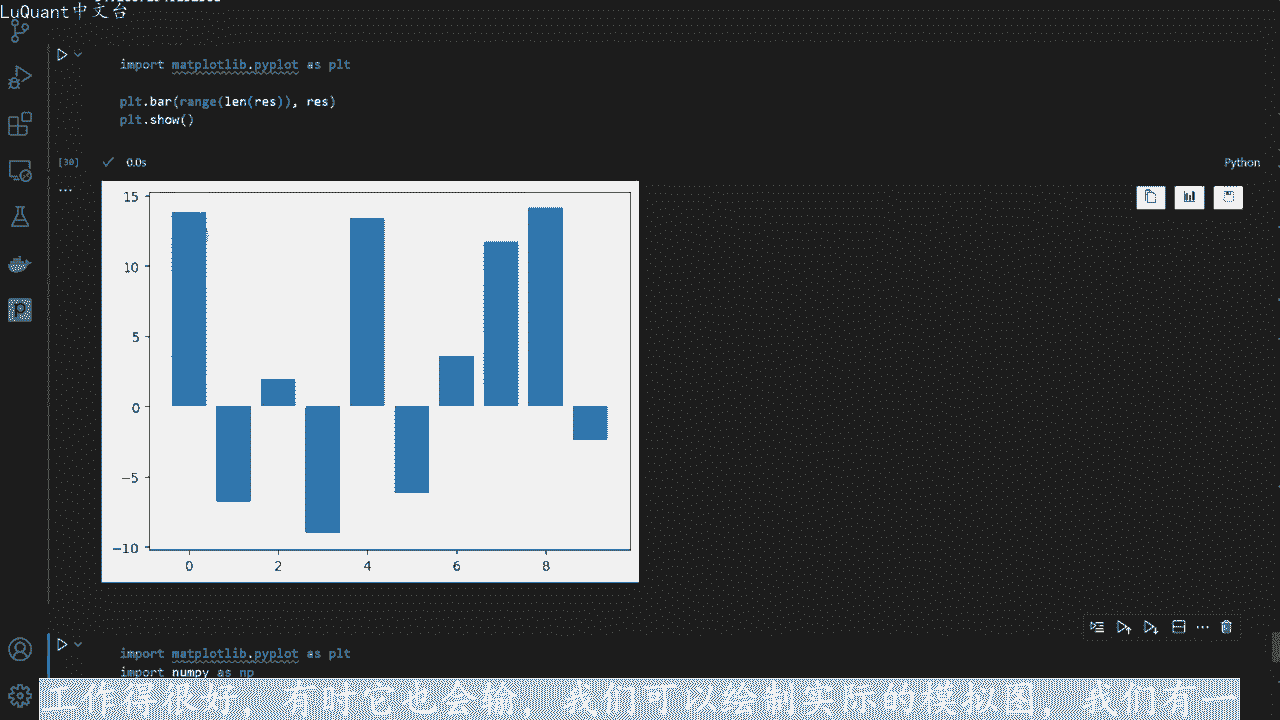 LuQuant中文台
import matplotlib.pyplot as plt
plt.bar(range(len(res)), res)
plt.show()
[30]
0.0s
Python
15
10
5
0
−5
−10
0
2
4
6
8
import matplotlib.pyplot as plt
import numpy as np
工作得很好，有时它也会输，我们可以绘制实际的模拟图，我们有一